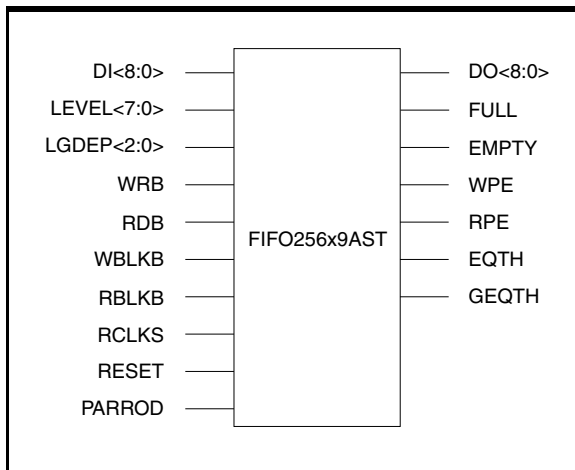 DI<8:0>
LEVEL<7:0>
LGDEP<2:0>
WRB
RDB
WBLKB
RBLKB
RCLKS
RESET
PARROD
FIFO256x9AST
DO<8:0>
FULL
EMPTY
WPE
RPE
EQTH
GEQTH